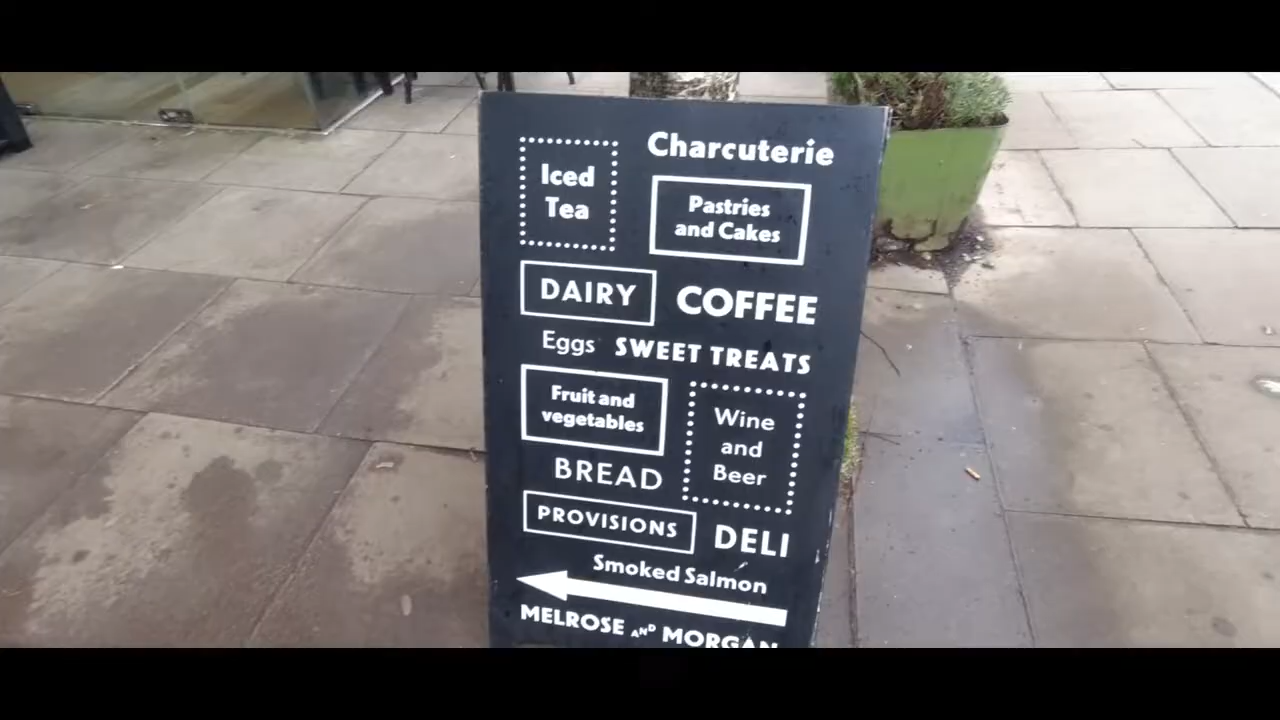 Charcuterie
Iced
Tea
Pastries
and Cakes
DAIRY
COFFEE
Eggs SWEET TREATS
Fruit and
vegetables
Wine
and
Beer
BREAD
PROVISIONS
DELI
Smoked Salmon
MELROSE AND MORGAN